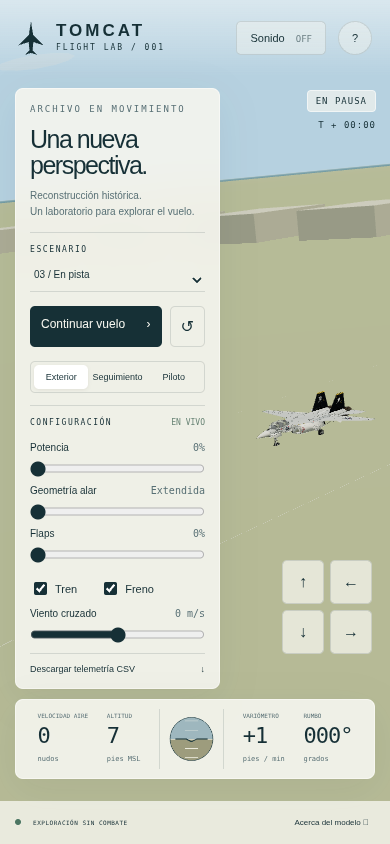 TOMCAT
FLIGHT LAB / 001
Sonido OFF
?
EN PAUSA
T + 00:00
ARCHIVO EN MOVIMIENTO
Una nueva
perspectiva.
Reconstrucción histórica.
Un laboratorio para explorar el vuelo.
ESCENARIO
03 / En pista
Continuar vuelo ›
↺
Exterior Seguimiento Piloto
CONFIGURACIÓN EN VIVO
Potencia 0%
Geometría alar Extendida
Flaps 0%
Tren Freno
Viento cruzado 0 m/s
Descargar telemetría CSV ↓
↑ ←
↓ →
VELOCIDAD AIRE
0
nudos
ALTITUD
7
pies MSL
VARIÓMETRO
+1
pies / min
RUMBO
000°
grados
EXPLORACIÓN SIN COMBATE
Acerca del modelo